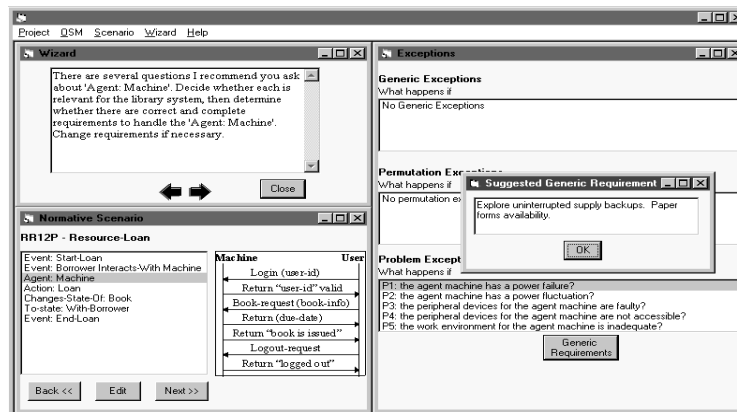 Project OSM Scenario Wizard Help
Wizard
There are several questions I recommend you ask
about 'Agent: Machine'. Decide whether each is
relevant for the library system, then determine
whether there are correct and complete
requirements to handle the 'Agent: Machine'.
Change requirements if necessary.
Close
Normative Scenario
RR12P - Resource-Loan
Event: Start-Loan
Event: Borrower Interacts-With Machine
Agent: Machine
Action: Loan
Changes-State-Of: Book
To-state: With-Borrower
Event: End-Loan
Machine User
Login (user-id)
Return "user-id" valid
Book-request (book-info)
Return (due-date)
Return "book is issued"
Logout-request
Return "logged out"
Back << Edit Next >>
Exceptions
Generic Exceptions
What happens if
No Generic Exceptions
Permutation Exceptions
What happens if
No permutation ex
Suggested Generic Requirement
Explore uninterrupted supply backups. Paper
forms availability.
OK
Problem Except
What happens if
P1: the agent machine has a power failure?
P2: the agent machine has a power fluctuation?
P3: the peripheral devices for the agent machine are faulty?
P4: the peripheral devices for the agent machine are not accessible?
P5: the work environment for the agent machine is inadequate?
Generic
Requirements